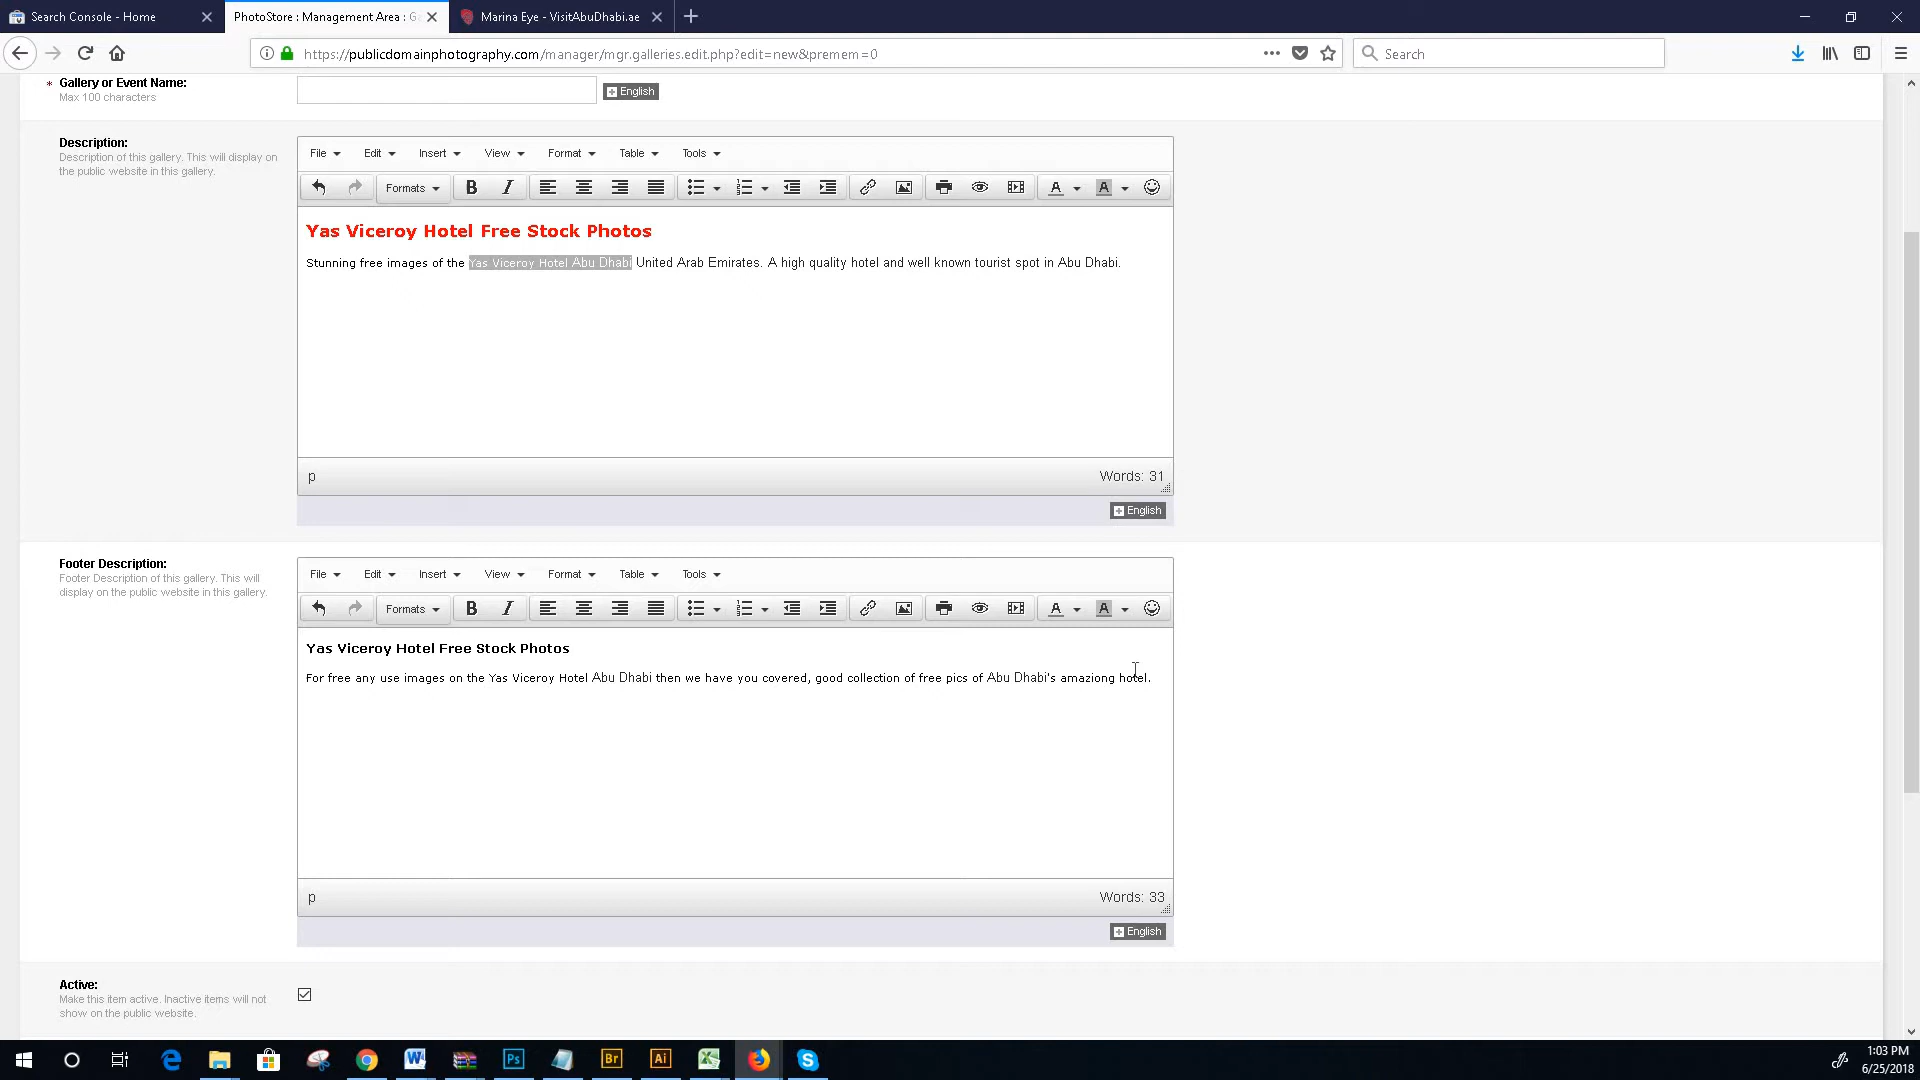 Search Console - Home
PhotoStore : Management Area : G
Marina Eye - VisitAbuDhabi.ae
https://publicdomainphotography.com/manager/mgr.galleries.edit.php?edit=new&premem=0
Search
* Gallery or Event Name:
Max 100 characters
English
Description:
Description of this gallery. This will display on
the public website in this gallery.
File Edit Insert View Format Table Tools
Formats B I A A
Yas Viceroy Hotel Free Stock Photos
Stunning free images of the Yas Viceroy Hotel Abu Dhabi United Arab Emirates. A high quality hotel and well known tourist spot in Abu Dhabi.
p Words: 31
English
Footer Description:
Footer Description of this gallery. This will
display on the public website in this gallery.
File Edit Insert View Format Table Tools
Formats B I A A
Yas Viceroy Hotel Free Stock Photos
For free any use images on the Yas Viceroy Hotel Abu Dhabi then we have you covered, good collection of free pics of Abu Dhabi's amaziong hotel.
p Words: 33
English
Active:
Make this item active. Inactive items will not
show on the public website.
Ps Br Ai
1:03 PM
6/25/2018